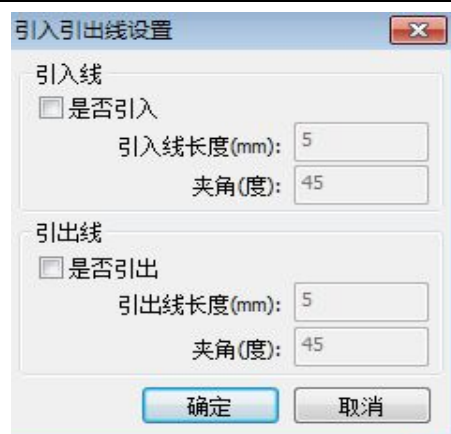 引入引出线设置
引入线
是否引入
引入线长度(mm): 5
夹角(度): 45
引出线
是否引出
引出线长度(mm): 5
夹角(度): 45
确定 取消